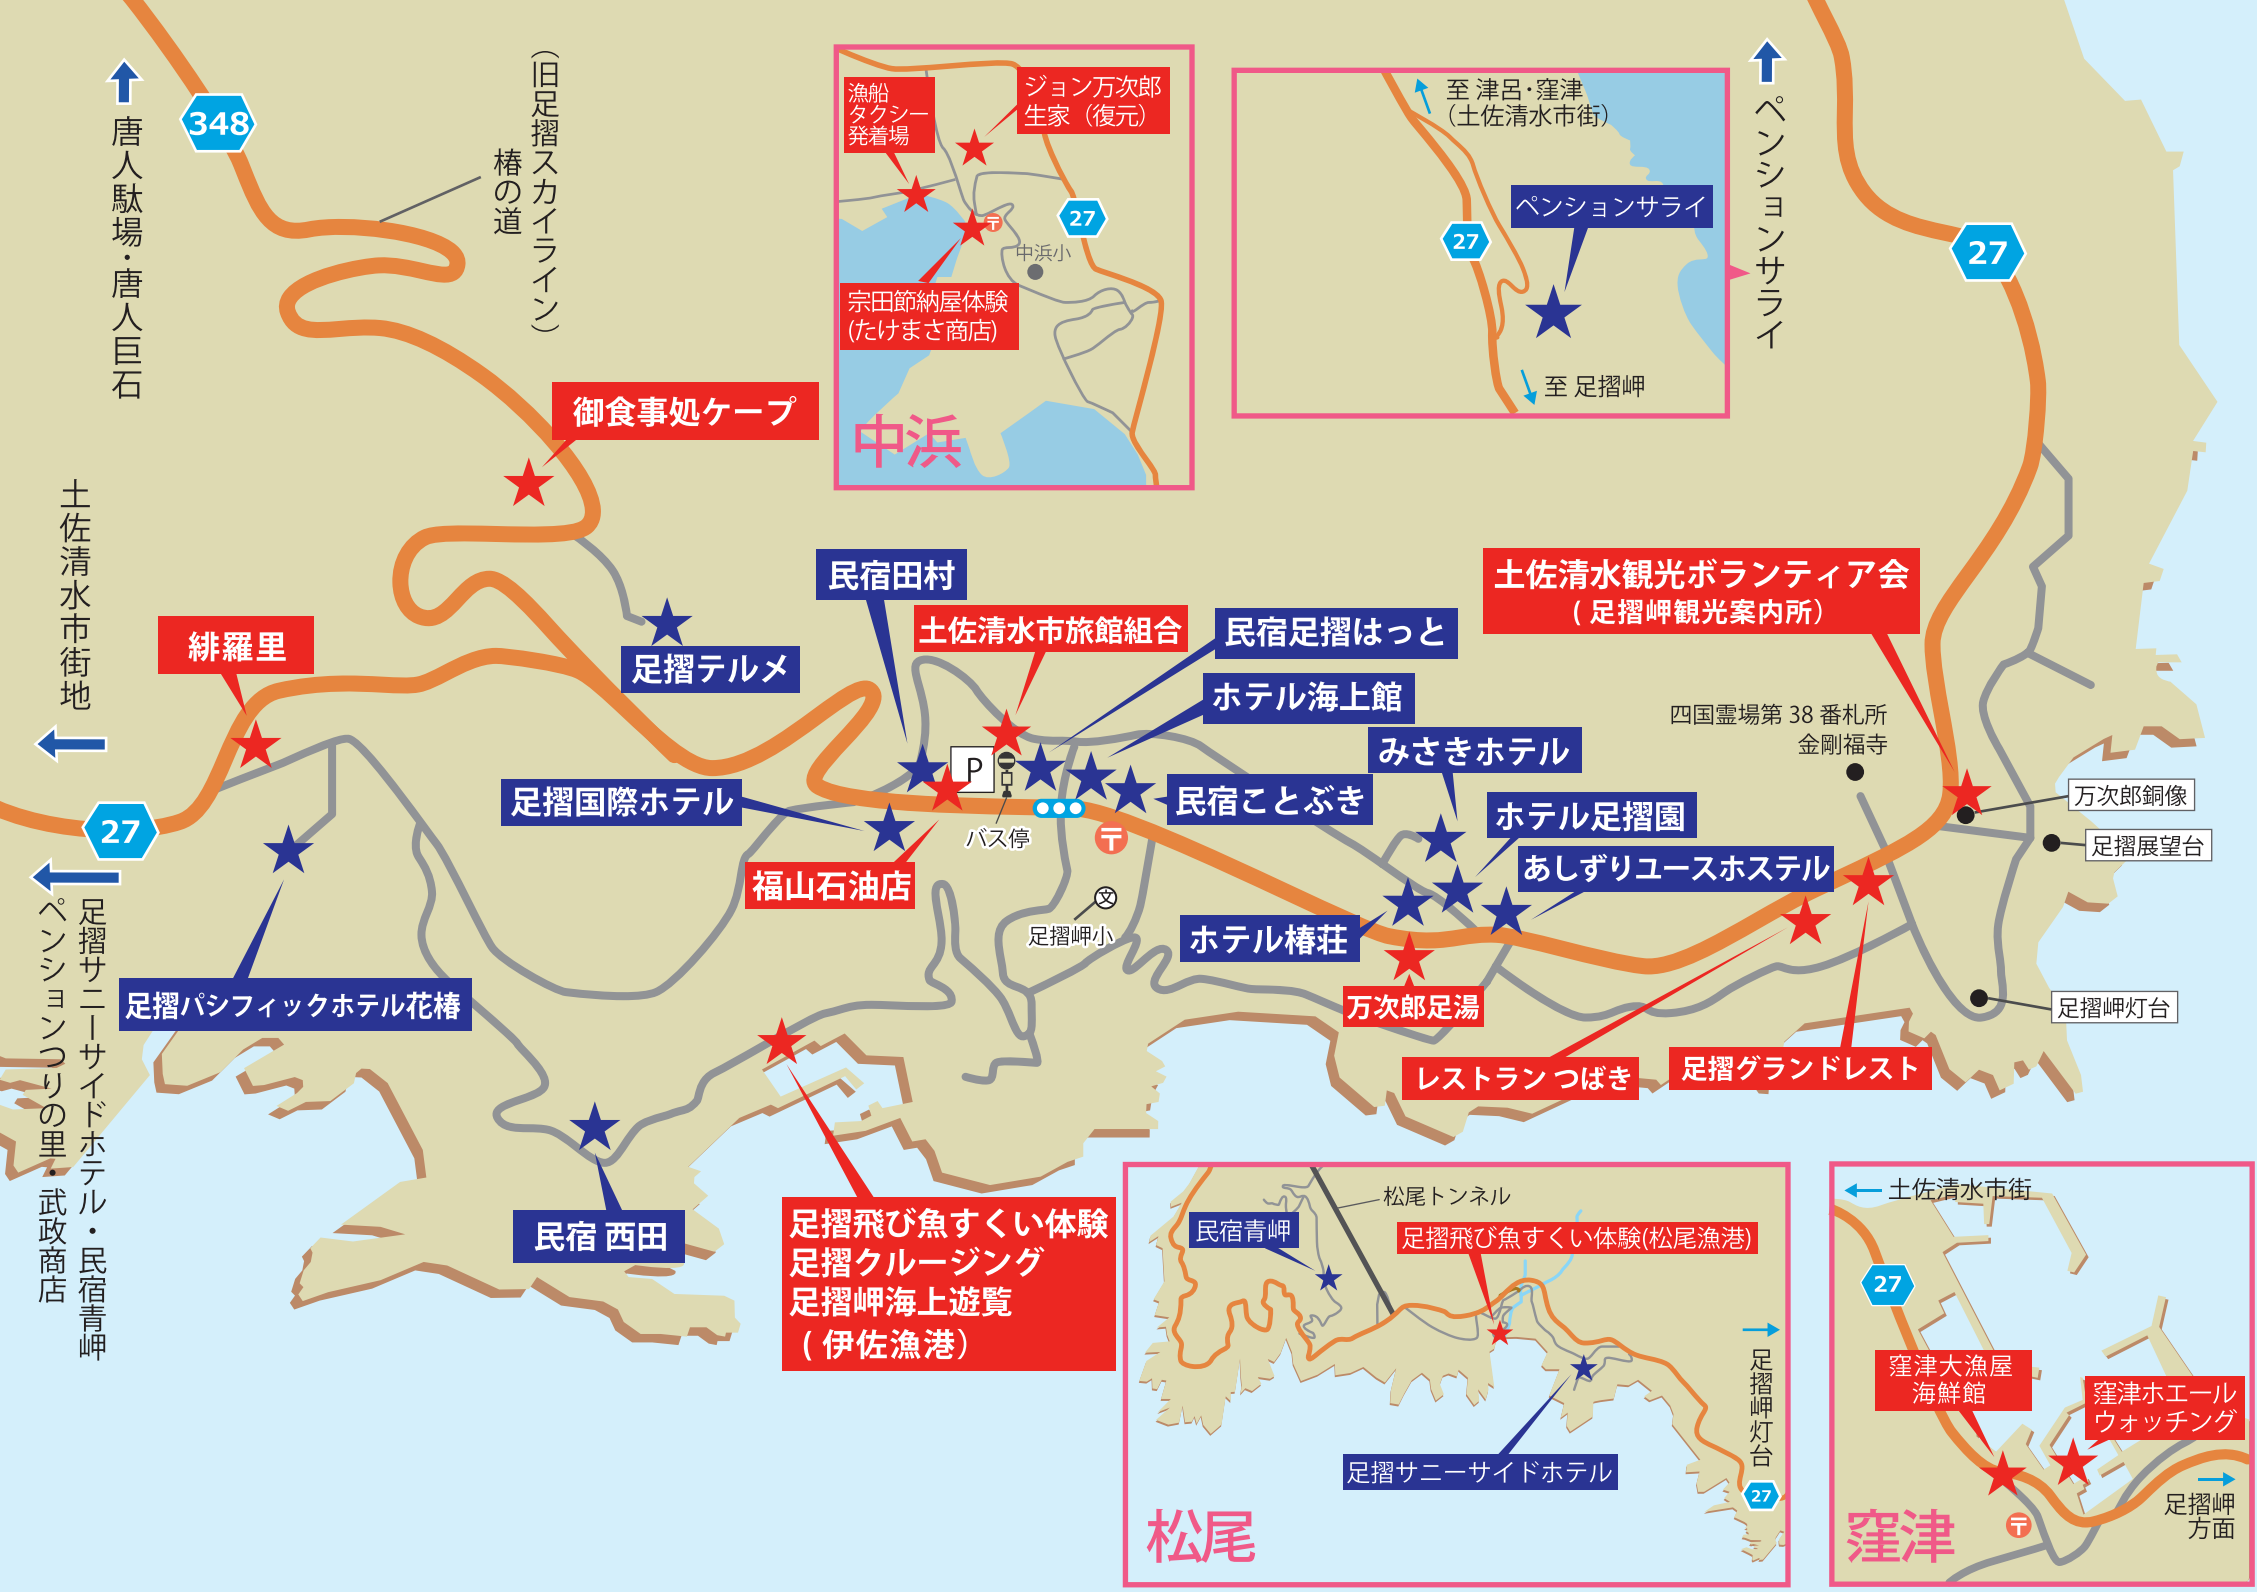 348
唐人駄場・唐人巨石
(旧足摺スカイライン)
椿の道
漁船
タクシー
発着場
ジョン万次郎
生家（復元）
27
中浜小
宗田節納屋体験
(たけまさ商店)
中浜
至 津呂・窪津
（土佐清水市街）
ペンションサライ
27
至 足摺岬
ペンションサライ
27
御食事処ケープ
土佐清水市街地
緋羅里
民宿田村
足摺テルメ
土佐清水市旅館組合
民宿足摺はっと
ホテル海上館
土佐清水観光ボランティア会
( 足摺岬観光案内所）
四国霊場第 38 番札所
金剛福寺
みさきホテル
足摺国際ホテル
P
民宿ことぶき
バス停
〒
ホテル足摺園
万次郎銅像
足摺展望台
27
あしずりユースホステル
福山石油店
文
足摺岬小
ホテル椿荘
足摺サニーサイドホテル・民宿青岬
ペンションつりの里・武政商店
足摺パシフィックホテル花椿
万次郎足湯
足摺岬灯台
レストラン つばき
足摺グランドレスト
民宿 西田
足摺飛び魚すくい体験
足摺クルージング
足摺岬海上遊覧
( 伊佐漁港）
松尾トンネル
民宿青岬
足摺飛び魚すくい体験(松尾漁港)
足摺岬灯台
足摺サニーサイドホテル
27
松尾
土佐清水市街
27
窪津大漁屋
海鮮館
窪津ホエール
ウォッチング
〒
足摺岬
方面
窪津
〒